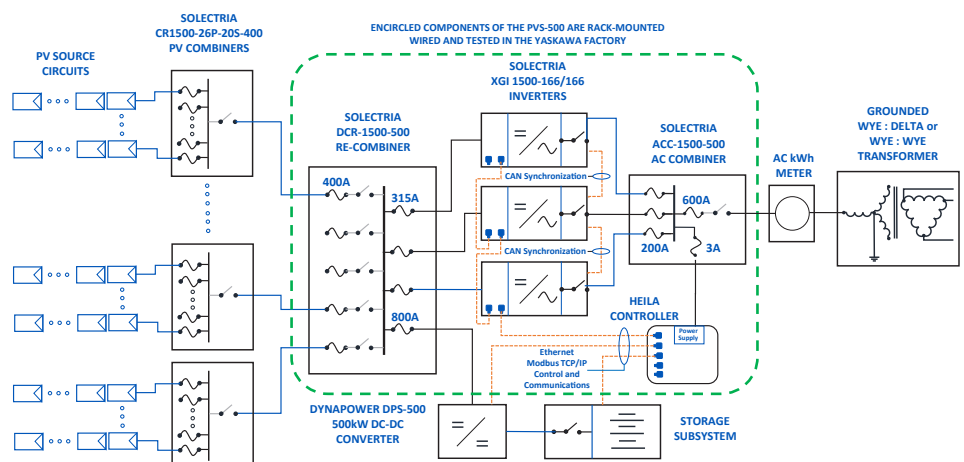 SOLECTRIA
CR1500-26P-20S-400
PV COMBINERS
ENCIRCLED COMPONENTS OF THE PVS-500 ARE RACK-MOUNTED
WIRED AND TESTED IN THE YASKAWA FACTORY
PV SOURCE
CIRCUITS
SOLECTRIA
XGI 1500-166/166
INVERTERS
SOLECTRIA
DCR-1500-500
RE-COMBINER
SOLECTRIA
ACC-1500-500
AC COMBINER
GROUNDED
WYE : DELTA or
WYE : WYE
TRANSFORMER
AC kWh
METER
400A
315A
CAN Synchronization
600A
200A
3A
CAN Synchronization
800A
HEILA
CONTROLLER
Power
Supply
Ethernet
Modbus TCP/IP
Control and
Communications
DYNAPOWER DPS-500
500kW DC-DC
CONVERTER
STORAGE
SUBSYSTEM